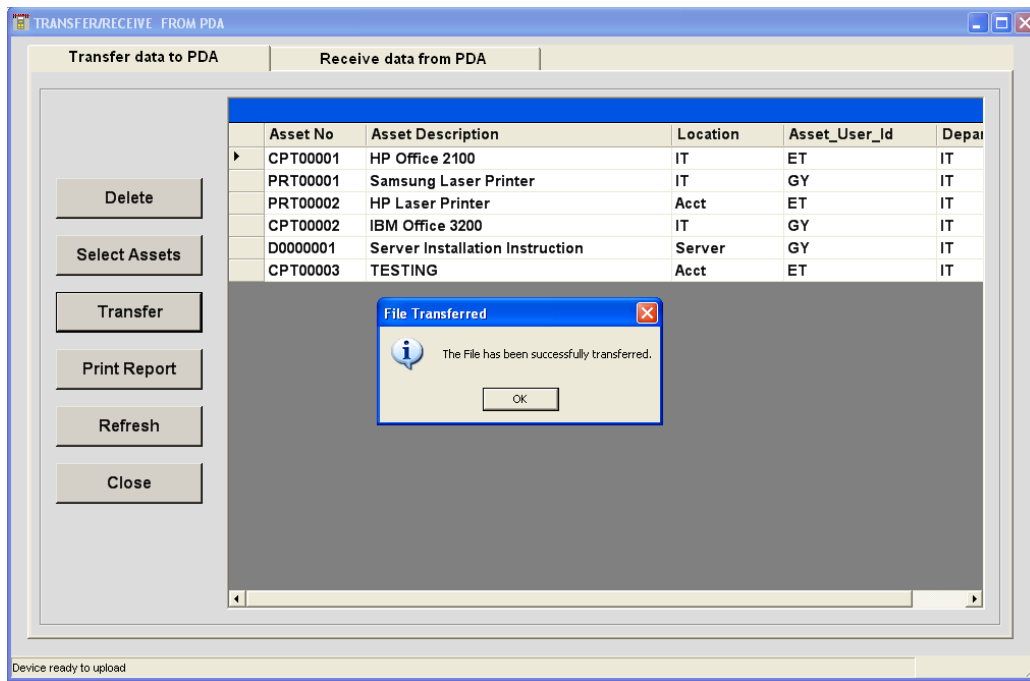 TRANSFER/RECEIVE FROM PDA
Transfer data to PDA
Receive data from PDA
Asset No Asset Description Location Asset_User_Id Depar
CPT00001 HP Office 2100 IT ET IT
PRT00001 Samsung Laser Printer IT GY IT
PRT00002 HP Laser Printer Acct ET IT
CPT00002 IBM Office 3200 IT GY IT
D0000001 Server Installation Instruction Server GY IT
CPT00003 TESTING Acct ET IT
Delete
Select Assets
Transfer
Print Report
Refresh
Close
File Transferred
The File has been successfully transferred.
OK
Device ready to upload